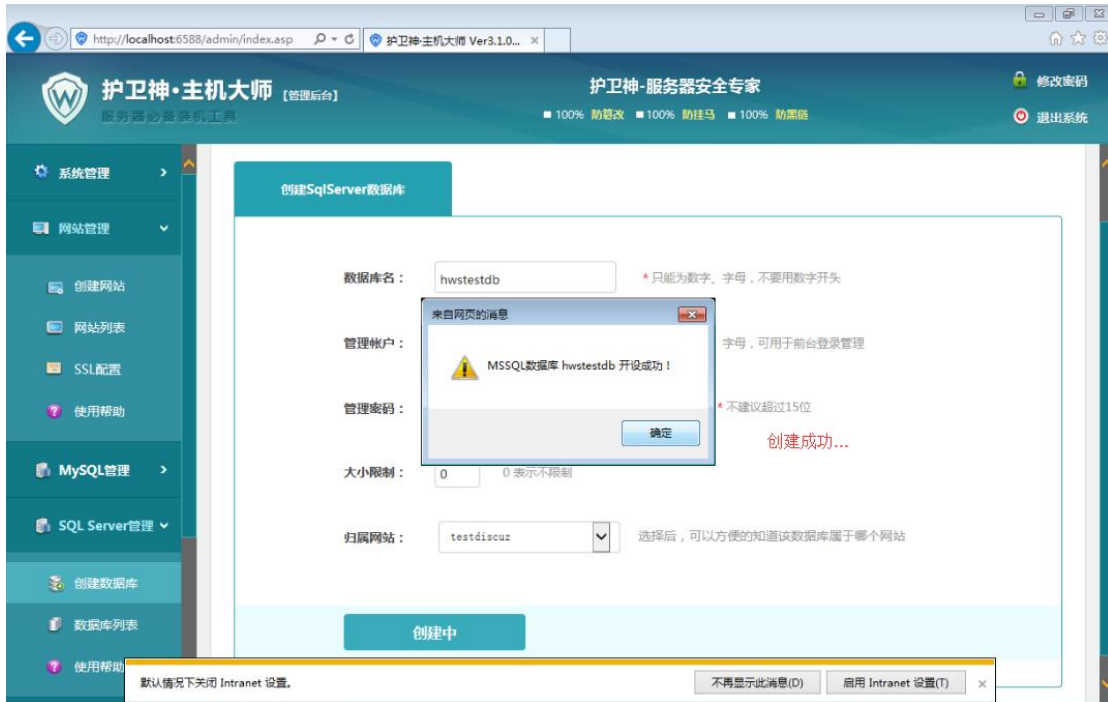 http://localhost:6588/admin/index.asp
护卫神·主机大师 Ver3.1.0...
护卫神·主机大师 [管理后台]
服务器必备装机工具
护卫神-服务器安全专家
100% 防篡改 100% 防挂马 100% 防黑链
修改密码
退出系统
系统管理
网站管理
创建网站
网站列表
SSL配置
使用帮助
MySQL管理
SQL Server管理
创建数据库
数据库列表
使用帮助
创建SqlServer数据库
数据库名： hwstestdb * 只能为数字、字母，不要用数字开头
来自网页的消息
管理帐户： 字母，可用于前台登录管理
MSSQL数据库 hwstestdb 开设成功！
管理密码： * 不建议超过15位
确定
创建成功...
大小限制： 0 0 表示不限制
归属网站： testdiscuz 选择后，可以方便的知道该数据库属于哪个网站
创建中
默认情况下关闭 Intranet 设置。 不再显示此消息(D) 启用 Intranet 设置(T)